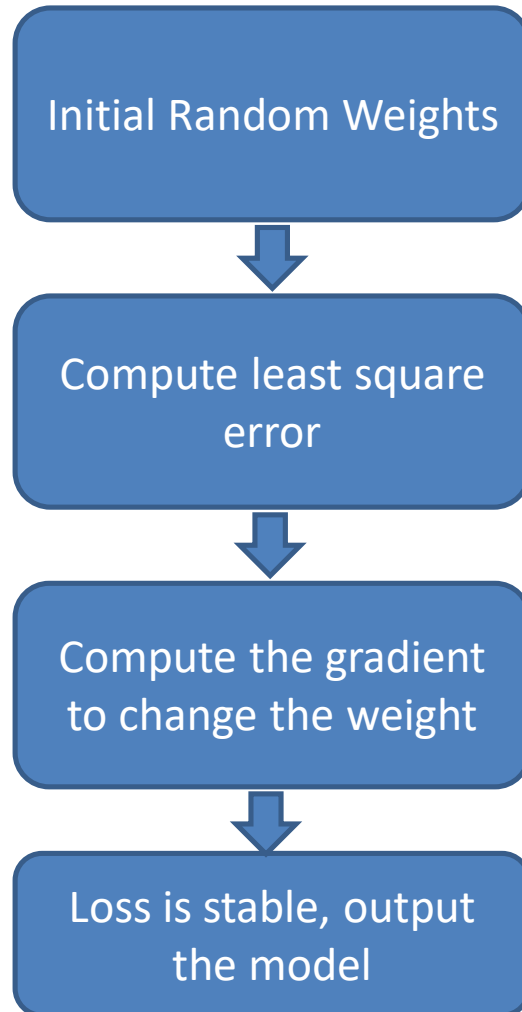 Initial Random Weights
Compute least square
error
Compute the gradient
to change the weight
Loss is stable, output
the model